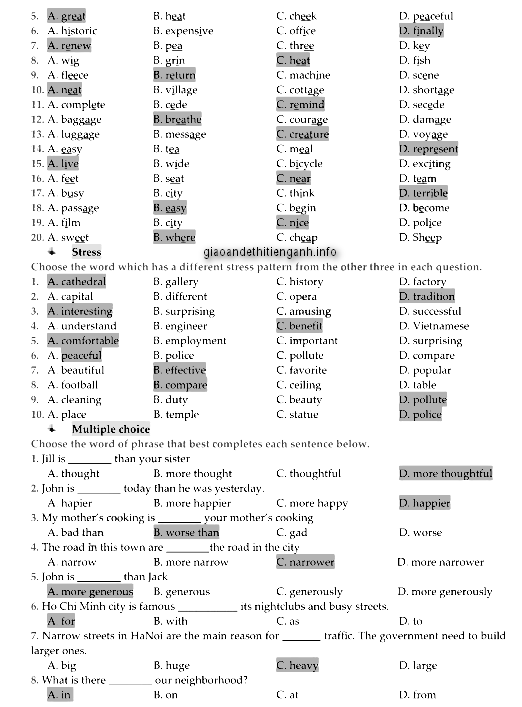 5. A. great B. heat C. cheek D. peaceful
6. A. historic B. expensive C. office D. finally
7. A. renew B. pea C. three D. key
8. A. wig B. grin C. heat D. fish
9. A. fleece B. return C. machine D. scene
10. A. neat B. village C. cottage D. shortage
11. A. complete B. cede C. remind D. secede
12. A. baggage B. breathe C. courage D. damage
13. A. luggage B. message C. creature D. voyage
14. A. easy B. tea C. meal D. represent
15. A. live B. wide C. bicycle D. exciting
16. A. feet B. seat C. near D. team
17. A. busy B. city C. think D. terrible
18. A. passage B. easy C. begin D. become
19. A. film B. city C. nice D. police
20. A. sweet B. where C. cheap D. Sheep
Stress giaoandethitienganh.info
Choose the word which has a different stress pattern from the other three in each question.
1. A. cathedral B. gallery C. history D. factory
2. A. capital B. different C. opera D. tradition
3. A. interesting B. surprising C. amusing D. successful
4. A. understand B. engineer C. benefit D. Vietnamese
5. A. comfortable B. employment C. important D. surprising
6. A. peaceful B. police C. pollute D. compare
7. A. beautiful B. effective C. favorite D. popular
8. A. football B. compare C. ceiling D. table
9. A. cleaning B. duty C. beauty D. pollute
10. A. place B. temple C. statue D. police
Multiple choice
Choose the word of phrase that best completes each sentence below.
1. Jill is ________ than your sister
A. thought B. more thought C. thoughtful D. more thoughtful
2. John is ________ today than he was yesterday.
A. hapier B. more happier C. more happy D. happier
3. My mother's cooking is ________ your mother's cooking
A. bad than B. worse than C. gad D. worse
4. The road in this town are ________the road in the city
A. narrow B. more narrow C. narrower D. more narrower
5. John is ________ than Jack
A. more generous B. generous C. generously D. more generously
6. Ho Chi Minh city is famous ___________ its nightclubs and busy streets.
A. for B. with C. as D. to
7. Narrow streets in HaNoi are the main reason for _______ traffic. The government need to build
larger ones.
A. big B. huge C. heavy D. large
8. What is there ________ our neighborhood?
A. in B. on C. at D. from